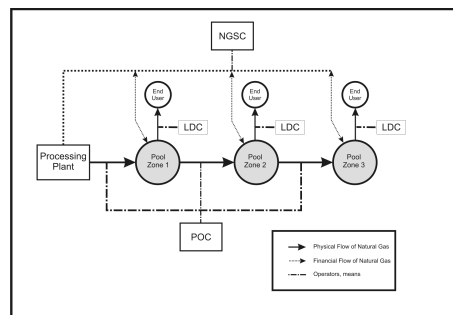 NGSC
End
User
End
User
End
User
LDC
LDC
LDC
Processing
Plant
Pool
Zone 1
Pool
Zone 2
Pool
Zone 3
POC
Physical Flow of Natural Gas
Financial Flow of Natural Gas
Operators, means